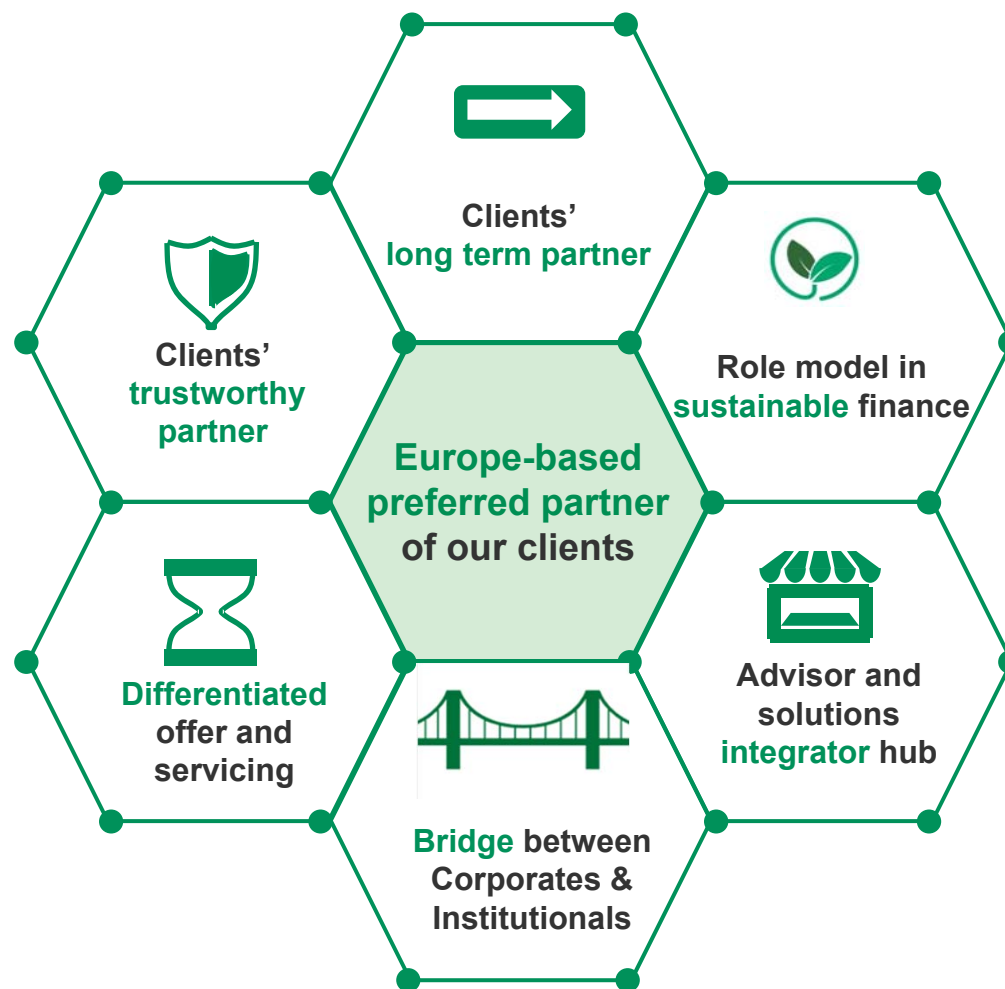 Clients’
long term partner
Clients’
trustworthy
partner
Role model in
sustainable finance
Europe-based
preferred partner
of our clients
Differentiated
offer and
servicing
Advisor and
solutions
integrator hub
Bridge between
Corporates &
Institutionals